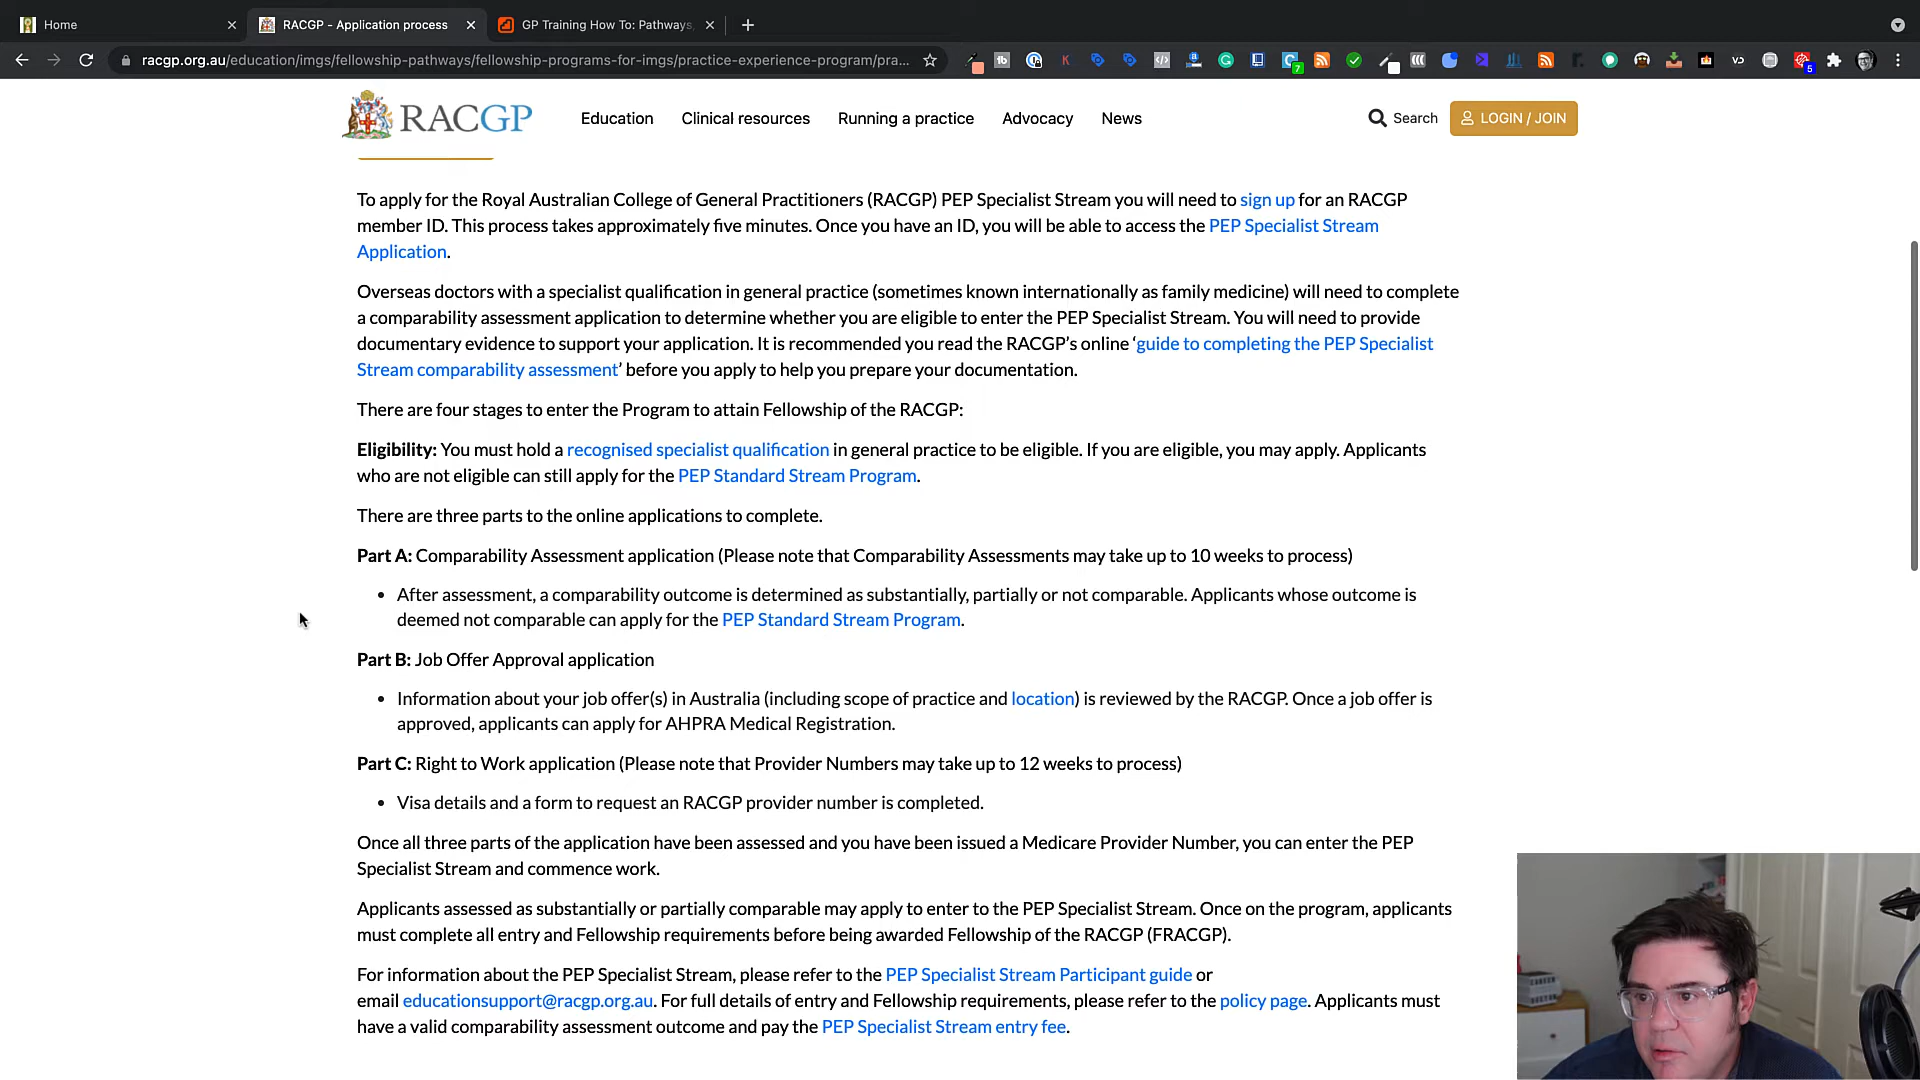 Home
RACGP - Application process
GP Training How To: Pathways,
racgp.org.au/education/imgs/fellowship-pathways/fellowship-programs-for-imgs/practice-experience-program/pra...
RACGP
Education
Clinical resources
Running a practice
Advocacy
News
Search
LOGIN / JOIN
To apply for the Royal Australian College of General Practitioners (RACGP) PEP Specialist Stream you will need to sign up for an RACGP
member ID. This process takes approximately five minutes. Once you have an ID, you will be able to access the PEP Specialist Stream
Application.
Overseas doctors with a specialist qualification in general practice (sometimes known internationally as family medicine) will need to complete
a comparability assessment application to determine whether you are eligible to enter the PEP Specialist Stream. You will need to provide
documentary evidence to support your application. It is recommended you read the RACGP's online ‘guide to completing the PEP Specialist
Stream comparability assessment’ before you apply to help you prepare your documentation.
There are four stages to enter the Program to attain Fellowship of the RACGP:
Eligibility: You must hold a recognised specialist qualification in general practice to be eligible. If you are eligible, you may apply. Applicants
who are not eligible can still apply for the PEP Standard Stream Program.
There are three parts to the online applications to complete.
Part A: Comparability Assessment application (Please note that Comparability Assessments may take up to 10 weeks to process)
• After assessment, a comparability outcome is determined as substantially, partially or not comparable. Applicants whose outcome is
deemed not comparable can apply for the PEP Standard Stream Program.
Part B: Job Offer Approval application
• Information about your job offer(s) in Australia (including scope of practice and location) is reviewed by the RACGP. Once a job offer is
approved, applicants can apply for AHPRA Medical Registration.
Part C: Right to Work application (Please note that Provider Numbers may take up to 12 weeks to process)
• Visa details and a form to request an RACGP provider number is completed.
Once all three parts of the application have been assessed and you have been issued a Medicare Provider Number, you can enter the PEP
Specialist Stream and commence work.
Applicants assessed as substantially or partially comparable may apply to enter to the PEP Specialist Stream. Once on the program, applicants
must complete all entry and Fellowship requirements before being awarded Fellowship of the RACGP (FRACGP).
For information about the PEP Specialist Stream, please refer to the PEP Specialist Stream Participant guide or
email educationsupport@racgp.org.au. For full details of entry and Fellowship requirements, please refer to the policy page. Applicants must
have a valid comparability assessment outcome and pay the PEP Specialist Stream entry fee.